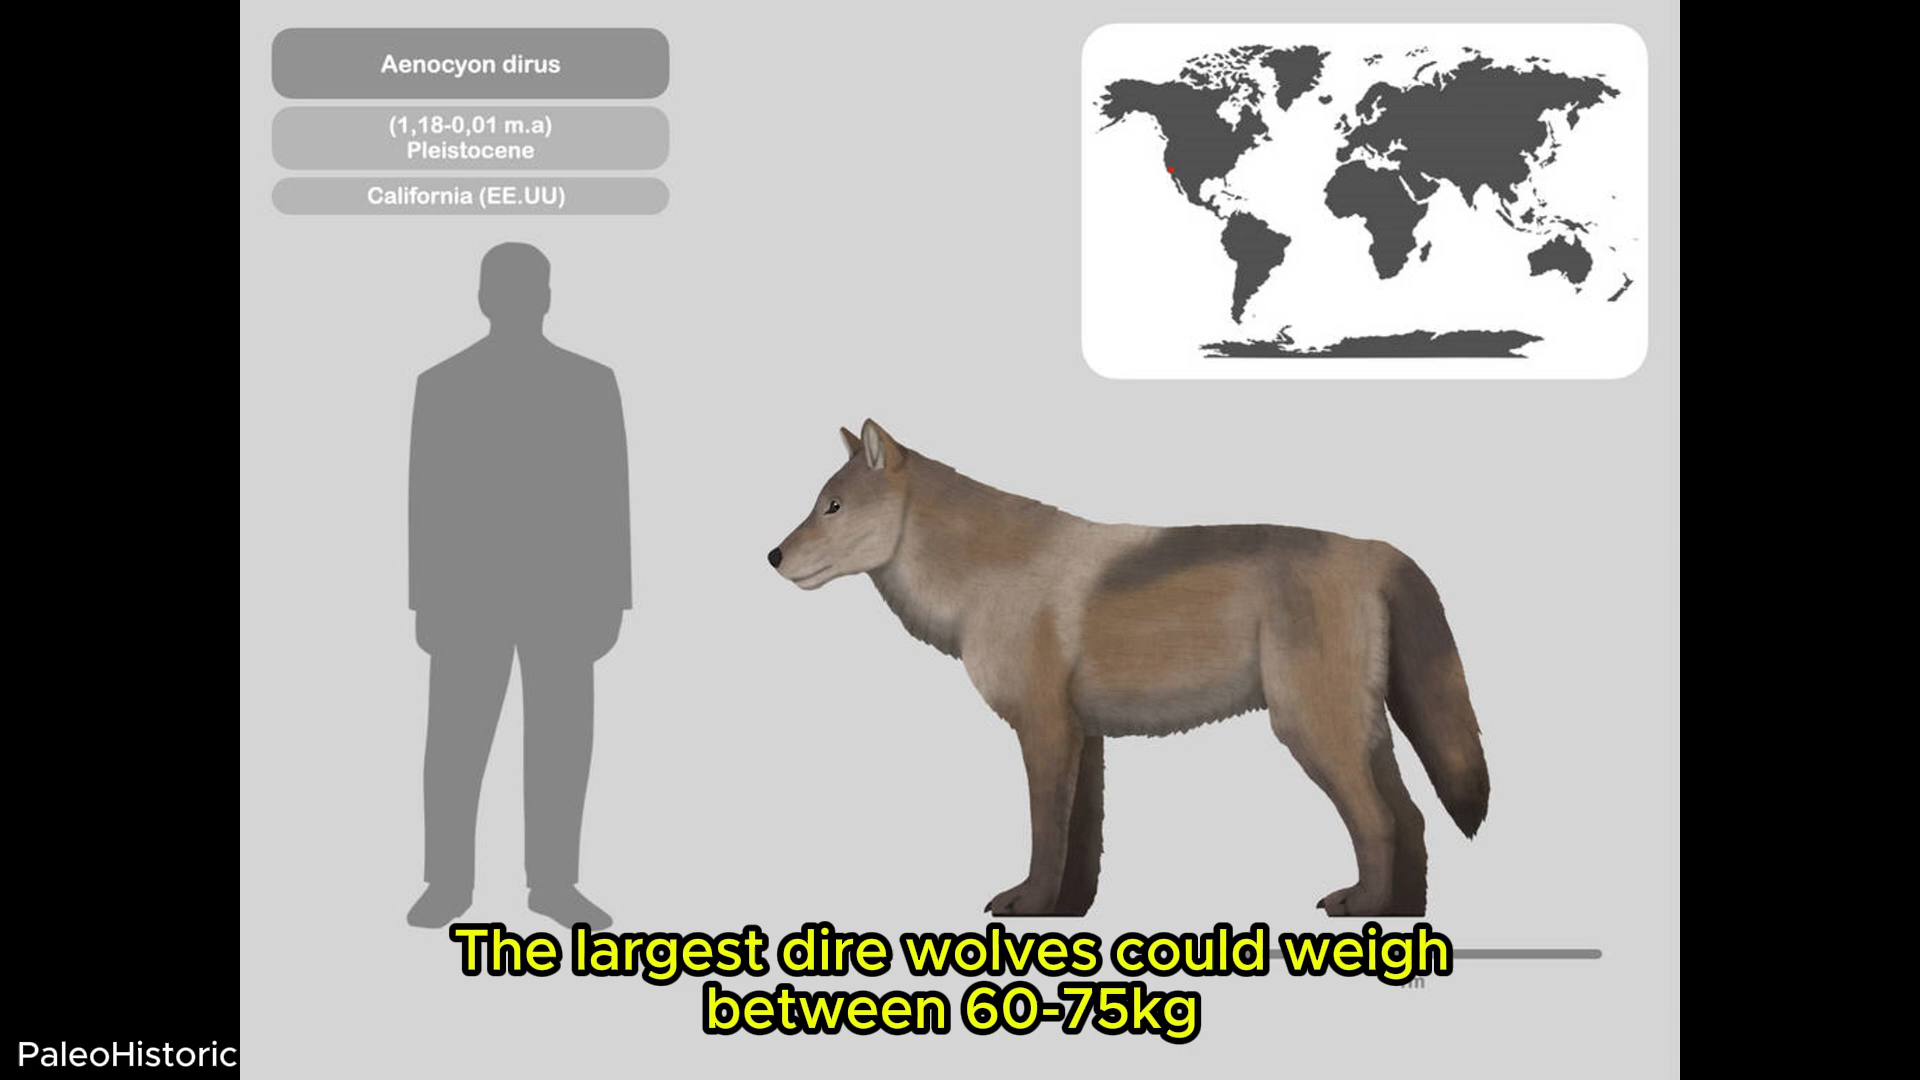 Aenocyon dirus
(1,18-0,01 m.a)
Pleistocene
California (EE.UU)
The largest dire wolves could weigh
between 60-75kg
PaleoHistoric